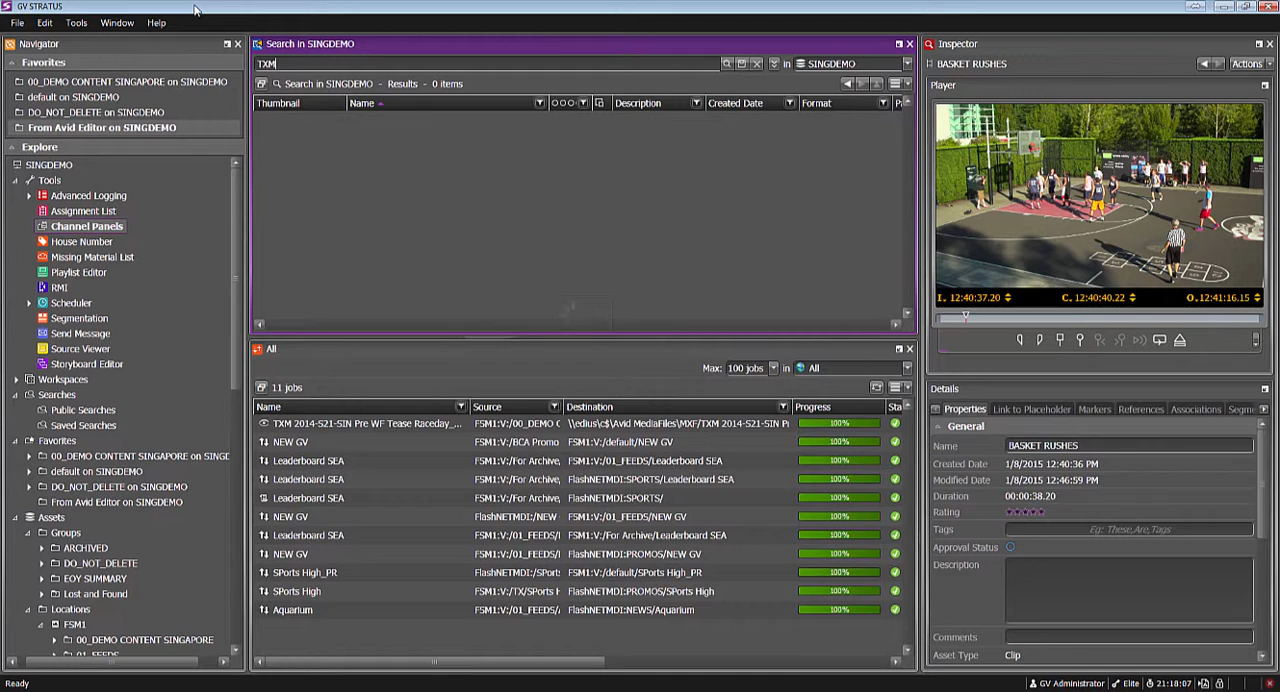 GV STRATUS
File Edit Tools Window Help
Navigator
Favorites
00_DEMO CONTENT SINGAPORE on SINGDEMO
default on SINGDEMO
DO_NOT_DELETE on SINGDEMO
From Avid Editor on SINGDEMO
Explore
SINGDEMO
Tools
Advanced Logging
Assignment List
Channel Panels
House Number
Missing Material List
Playlist Editor
RMI
Scheduler
Segmentation
Send Message
Source Viewer
Storyboard Editor
Workspaces
Searches
Public Searches
Saved Searches
Favorites
00_DEMO CONTENT SINGAPORE on SINGD
default on SINGDEMO
DO_NOT_DELETE on SINGDEMO
From Avid Editor on SINGDEMO
Assets
Groups
ARCHIVED
DO_NOT_DELETE
EOY SUMMARY
Lost and Found
Locations
FSM1
00_DEMO CONTENT SINGAPORE
01_FEEDS
Search in SINGDEMO
TXM in SINGDEMO
Search in SINGDEMO - Results - 0 items
Thumbnail Name Description Created Date Format
All
Max: 100 jobs in All
11 jobs
Name Source Destination Progress Sta
TXM 2014-S21-SIN Pre WF Tease Raceday_... FSM1:V:/00_DEMO C \\edius\c$\Avid MediaFiles\MXF/TXM 2014-S21-SIN P 100%
NEW GV FSM1:V:/BCA Promo FSM1:V:/default/NEW GV 100%
Leaderboard SEA FSM1:V:/For Archive, FSM1:V:/01_FEEDS/Leaderboard SEA 100%
Leaderboard SEA FSM1:V:/For Archive, FlashNETMDI:SPORTS/Leaderboard SEA 100%
Leaderboard SEA FSM1:V:/For Archive, FlashNETMDI:SPORTS/ 100%
NEW GV FlashNETMDI:/NEW FSM1:V:/01_FEEDS/NEW GV 100%
Leaderboard SEA FSM1:V:/01_FEEDS/ FSM1:V:/For Archive/Leaderboard SEA 100%
NEW GV FSM1:V:/01_FEEDS/ FlashNETMDI:PROMOS/NEW GV 100%
SPorts High_PR FlashNETMDI:/SPort FSM1:V:/default/SPorts High_PR 100%
SPorts High FSM1:V:/TX/SPorts H FlashNETMDI:PROMOS/SPorts High 100%
Aquarium FSM1:V:/01_FEEDS/ FlashNETMDI:NEWS/Aquarium 100%
Inspector
BASKET RUSHES Actions
Player
I. 12:40:37.20 C. 12:40:40.22 O. 12:41:16.15
Details
Properties Link to Placeholder Markers References Associations Segme
General
Name BASKET RUSHES
Created Date 1/8/2015 12:40:36 PM
Modified Date 1/8/2015 12:46:59 PM
Duration 00:00:38.20
Rating
Tags Eg: These,Are,Tags
Approval Status
Description
Comments
Asset Type Clip
Ready GV Administrator Elite 21:18:07